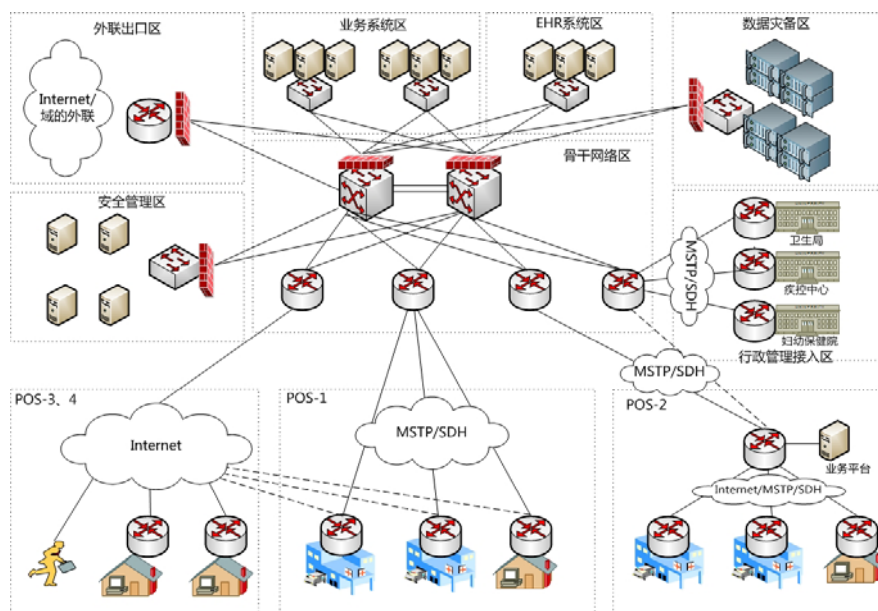 外联出口区
业务系统区
EHR系统区
数据灾备区
Internet/
域的外联
骨干网络区
安全管理区
MSTP/SDH
卫生局
疾控中心
妇幼保健院
行政管理接入区
MSTP/SDH
POS-3、4
POS-1
POS-2
Internet
MSTP/SDH
业务平台
Internet/MSTP/SDH